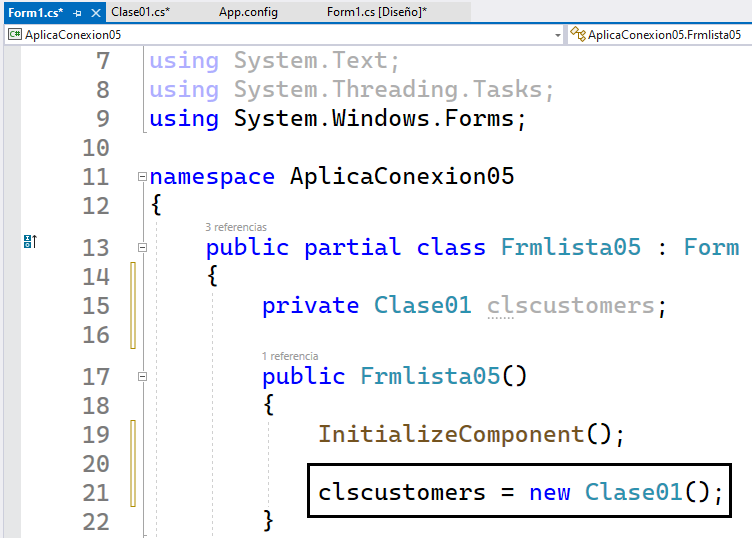 Form1.cs* Clase01.cs* App.config Form1.cs [Diseño]*
C# AplicaConexion05 AplicaConexion05.Frmlista05
7 using System.Text;
8 using System.Threading.Tasks;
9 using System.Windows.Forms;
10
11 namespace AplicaConexion05
12 {
3 referencias
13 public partial class Frmlista05 : Form
14 {
15 private Clase01 clscustomers;
16
1 referencia
17 public Frmlista05()
18 {
19 InitializeComponent();
20
21 clscustomers = new Clase01();
22 }